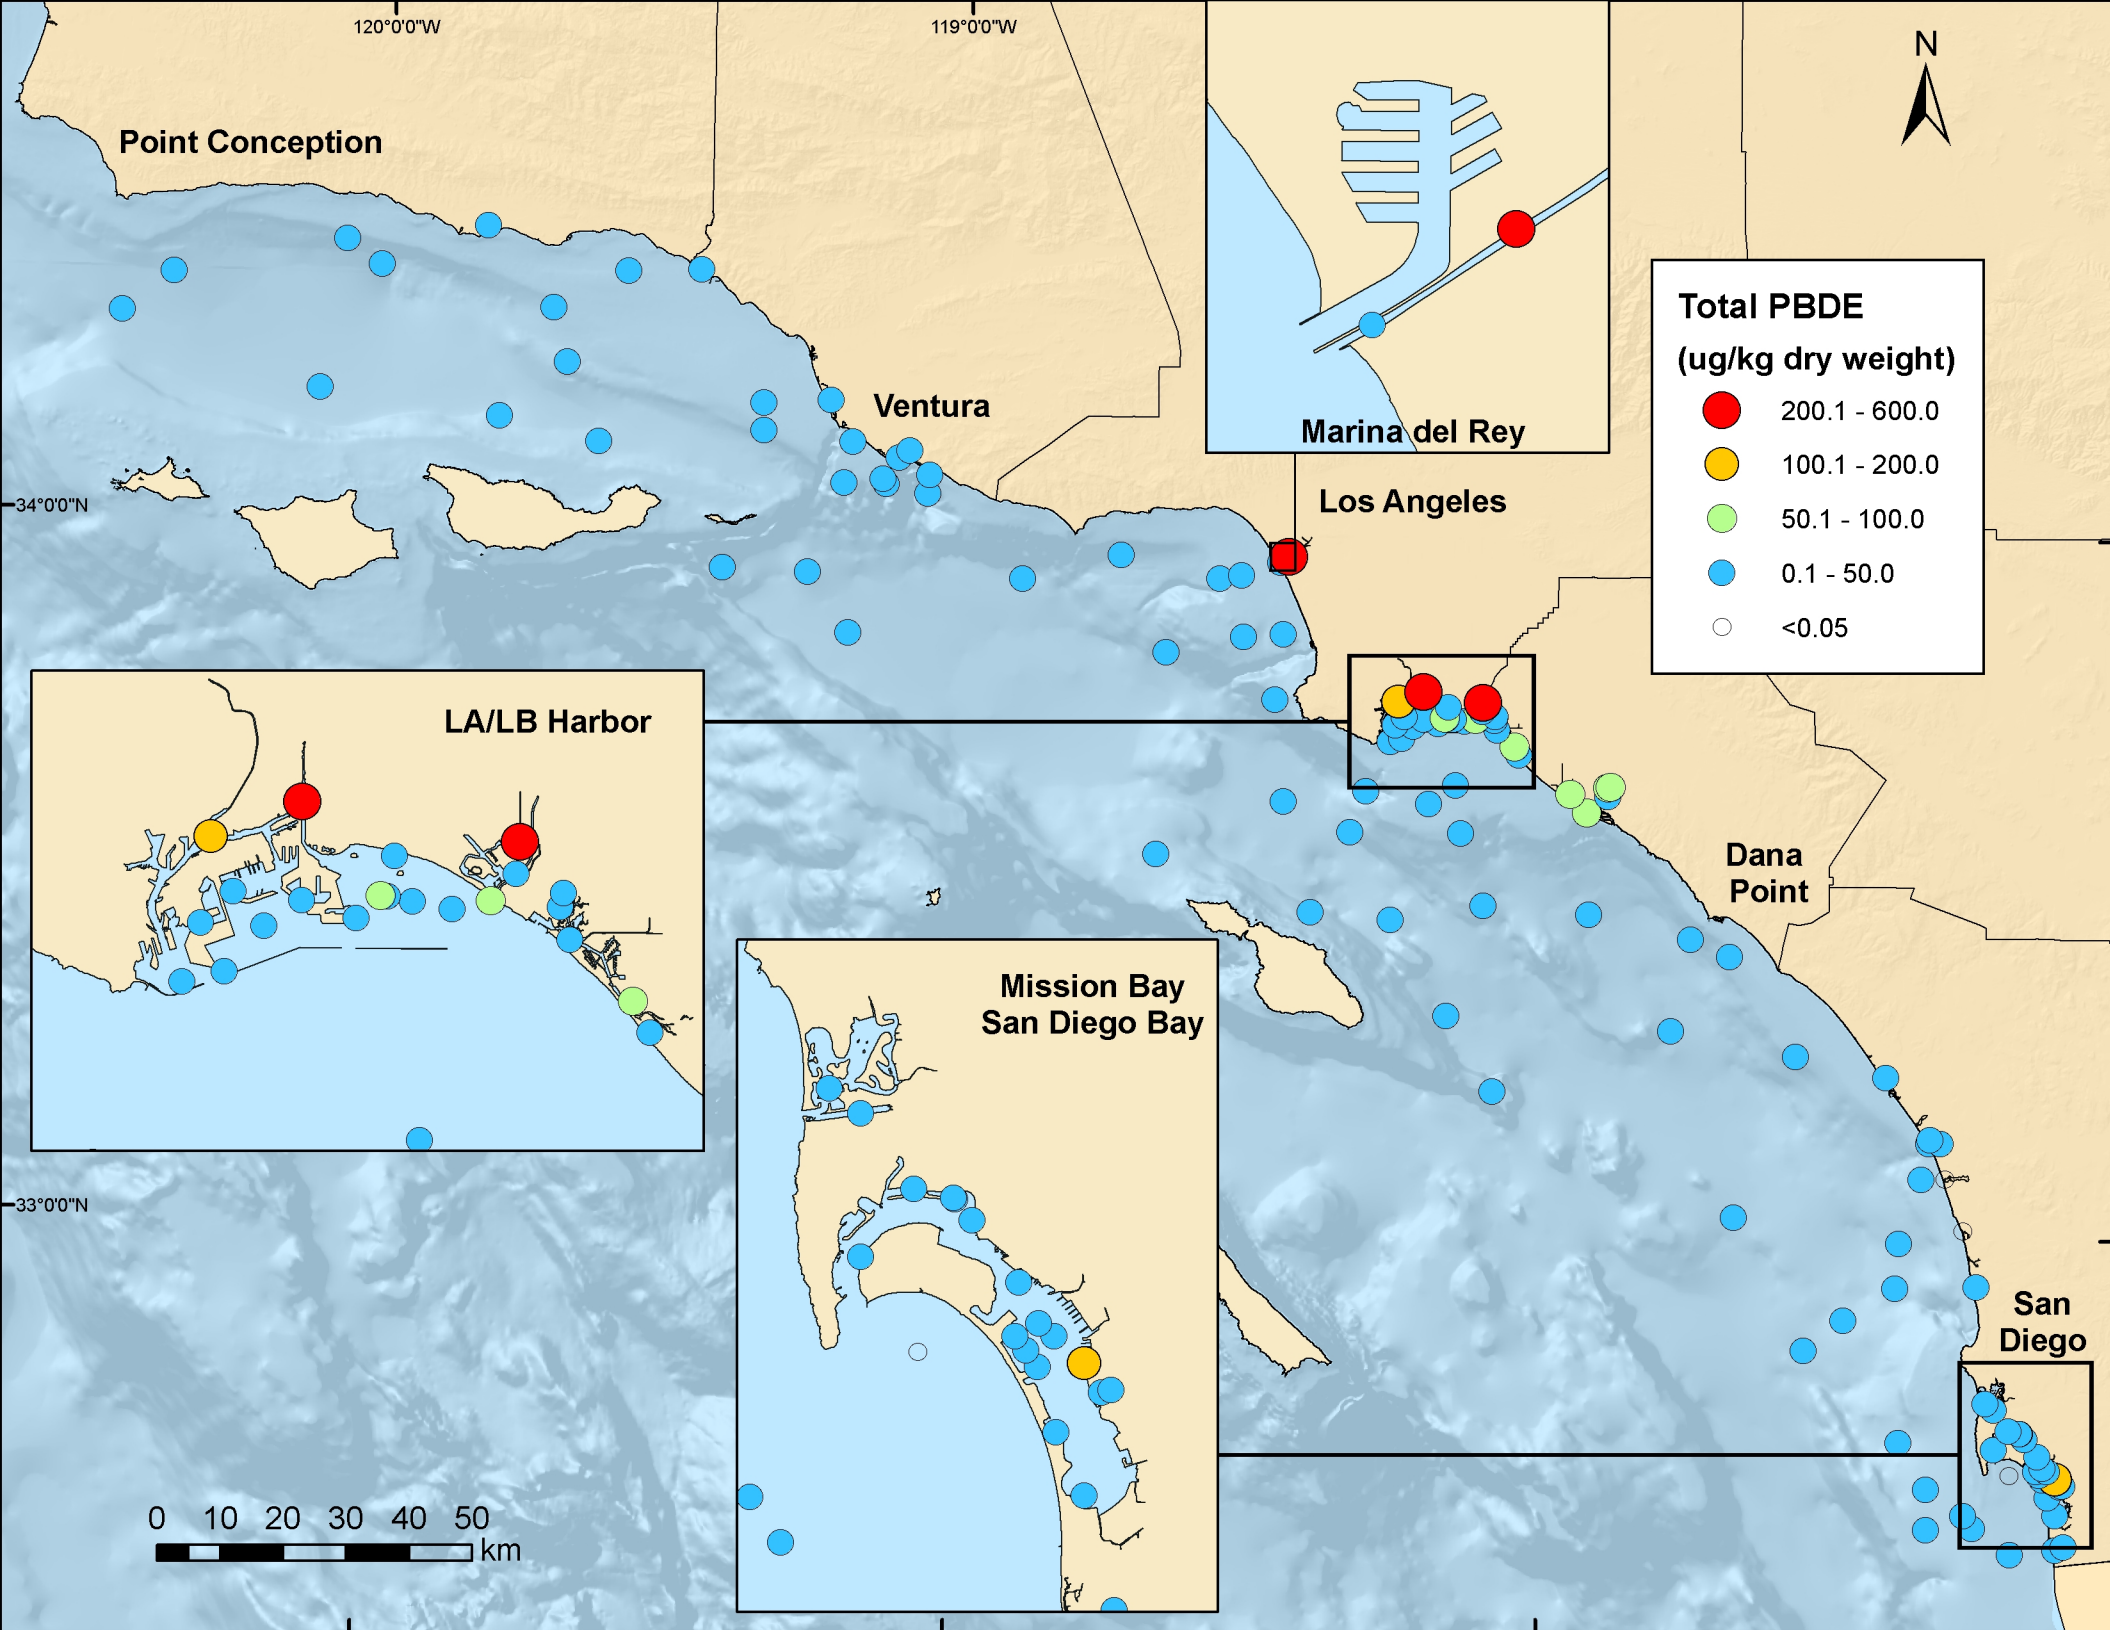 120°0'0"W
119°0'0"W
N
Point Conception
Total PBDE
(ug/kg dry weight)
200.1 - 600.0
100.1 - 200.0
50.1 - 100.0
0.1 - 50.0
<0.05
Ventura
Marina del Rey
34°0'0"N
Los Angeles
LA/LB Harbor
Dana
Point
Mission Bay
San Diego Bay
33°0'0"N
San
Diego
0 10 20 30 40 50
km